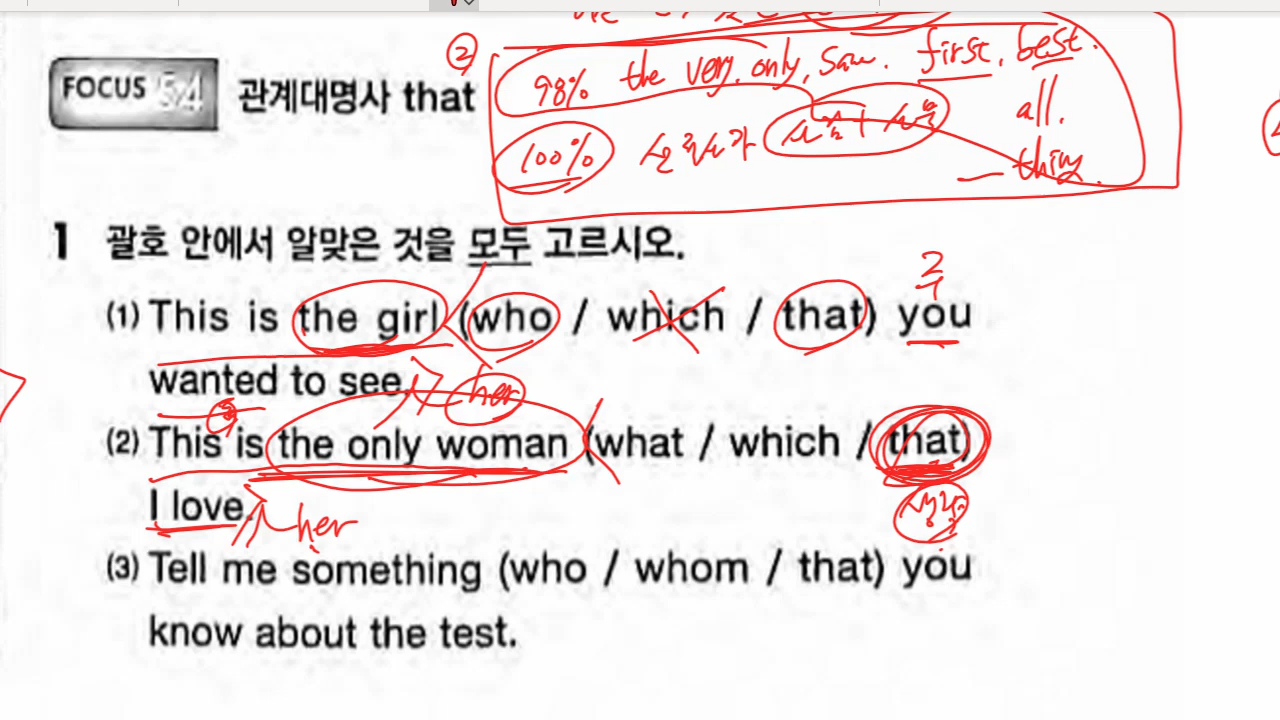 ② 98% the very, only, same. first, best.
FOCUS 54 관계대명사 that
all.
100% 선행사가 사람+사물
thing
1 괄호 안에서 알맞은 것을 모두 고르시오.
주
(1) This is the girl (who / which / that) you
wanted to see. her
(2) This is the only woman (what / which / that)
I love. her
(3) Tell me something (who / whom / that) you
know about the test.